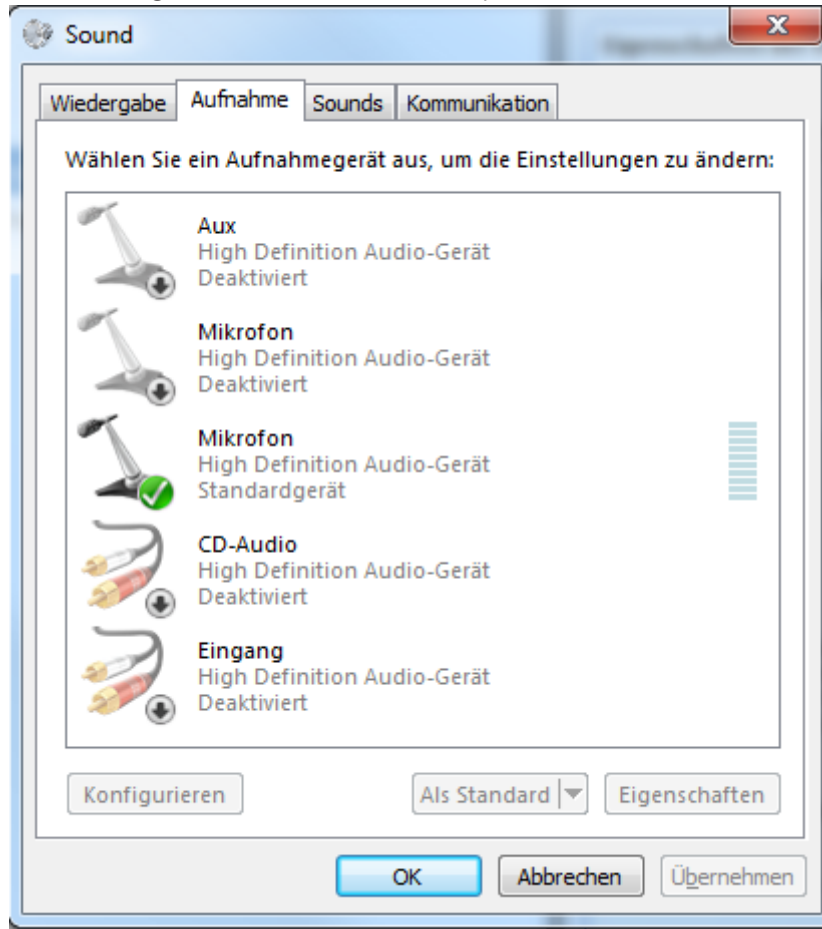 Sound
Wiedergabe Aufnahme Sounds Kommunikation
Wählen Sie ein Aufnahmegerät aus, um die Einstellungen zu ändern:
Aux
High Definition Audio-Gerät
Deaktiviert
Mikrofon
High Definition Audio-Gerät
Deaktiviert
Mikrofon
High Definition Audio-Gerät
Standardgerät
CD-Audio
High Definition Audio-Gerät
Deaktiviert
Eingang
High Definition Audio-Gerät
Deaktiviert
Konfigurieren Als Standard Eigenschaften
OK Abbrechen Übernehmen